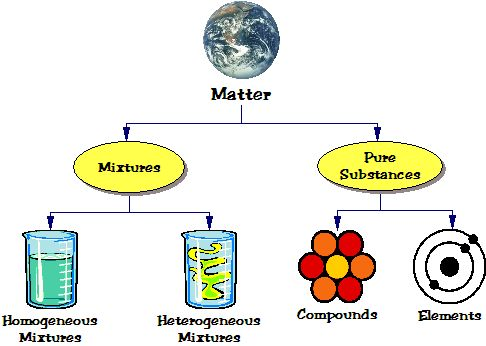 Matter
Mixtures
Pure
Substances
Homogeneous
Mixtures
Heterogeneous
Mixtures
Compounds
Elements